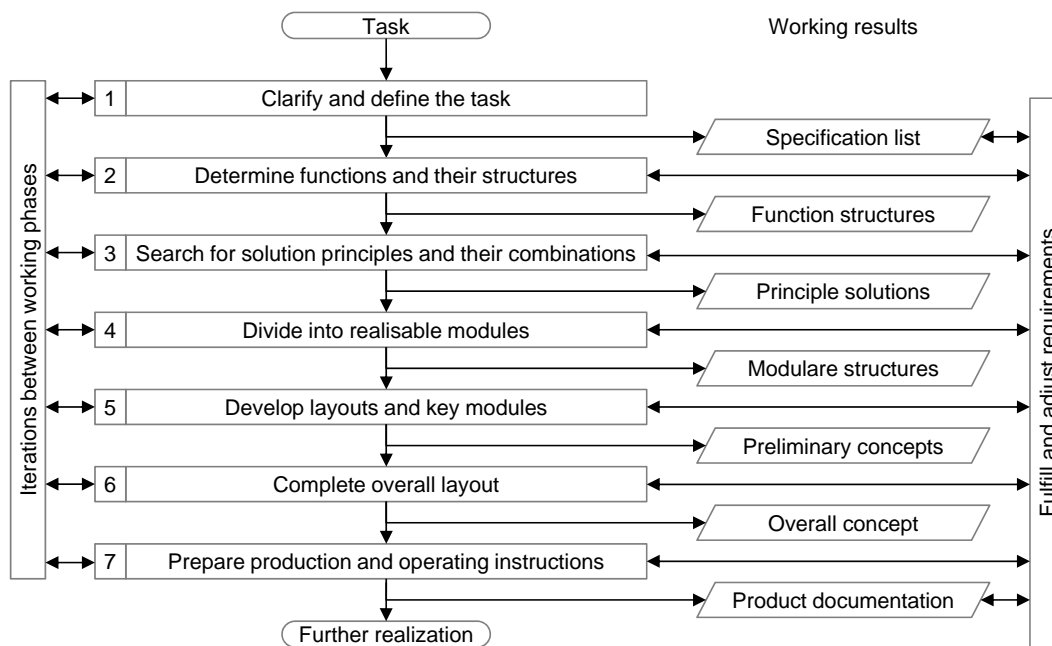 Task
Working results
Iterations between working phases
1 Clarify and define the task
Specification list
2 Determine functions and their structures
Function structures
3 Search for solution principles and their combinations
Principle solutions
4 Divide into realisable modules
Modulare structures
5 Develop layouts and key modules
Preliminary concepts
6 Complete overall layout
Overall concept
7 Prepare production and operating instructions
Product documentation
Further realization
Fulfill and adjust requirements